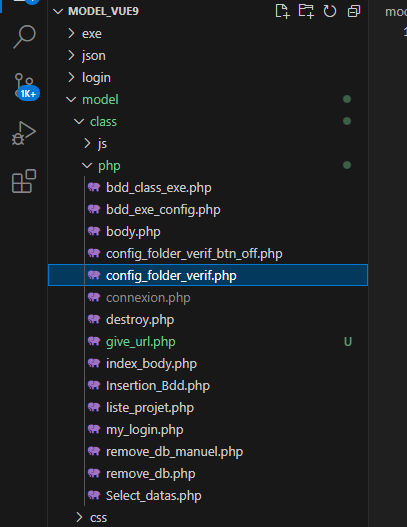 MODEL_VUE9
exe
json
login
model
class
js
php
bdd_class_exe.php
bdd_exe_config.php
body.php
config_folder_verif_btn_off.php
config_folder_verif.php
connexion.php
destroy.php
give_url.php U
index_body.php
Insertion_Bdd.php
liste_projet.php
my_login.php
remove_db_manuel.php
remove_db.php
Select_datas.php
css
1K+
mod